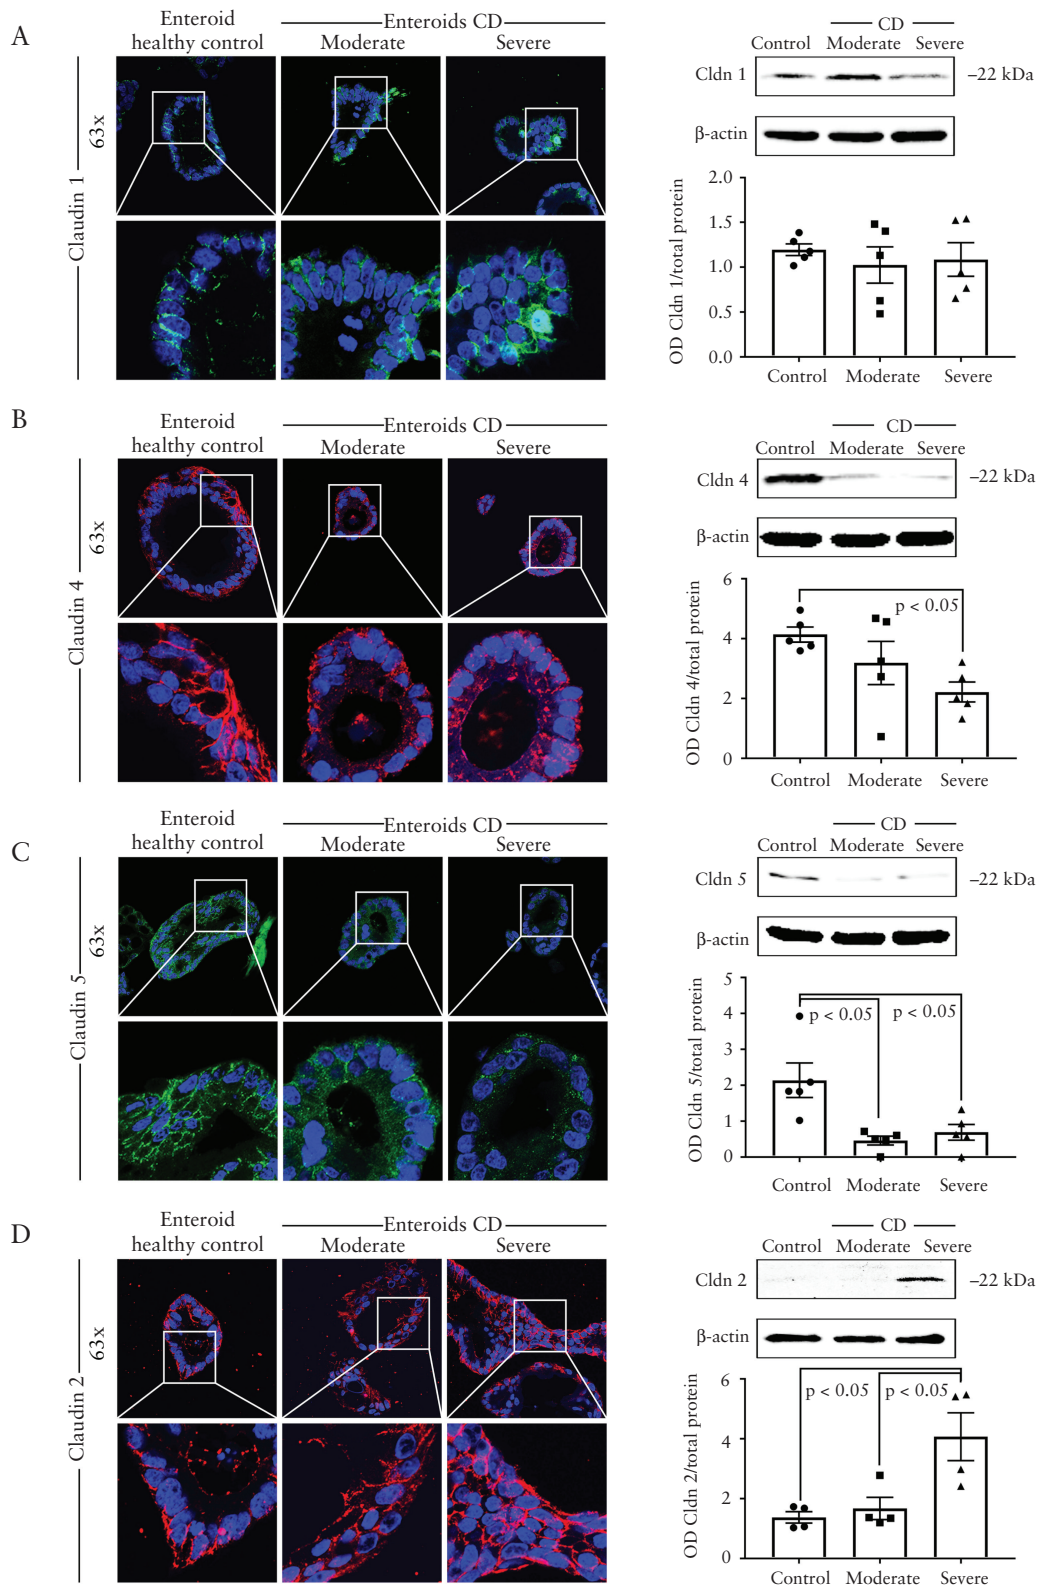 A
Enteroid
healthy control
Enteroids CD
Moderate
Severe
Claudin 1
63x
CD
Control Moderate Severe
Cldn 1
–22 kDa
β-actin
OD Cldn 1/total protein
2.0
1.5
1.0
0.5
0.0
Control Moderate Severe
B
Enteroid
healthy control
Enteroids CD
Moderate
Severe
Claudin 4
63x
CD
Control Moderate Severe
Cldn 4
–22 kDa
β-actin
OD Cldn 4/total protein
6
4
2
0
p < 0.05
Control Moderate Severe
C
Enteroid
healthy control
Enteroids CD
Moderate
Severe
Claudin 5
63x
CD
Control Moderate Severe
Cldn 5
–22 kDa
β-actin
OD Cldn 5/total protein
5
4
3
2
1
0
p < 0.05
p < 0.05
Control Moderate Severe
D
Enteroid
healthy control
Enteroids CD
Moderate
Severe
Claudin 2
63x
CD
Control Moderate Severe
Cldn 2
–22 kDa
β-actin
OD Cldn 2/total protein
6
4
2
0
p < 0.05
p < 0.05
Control Moderate Severe